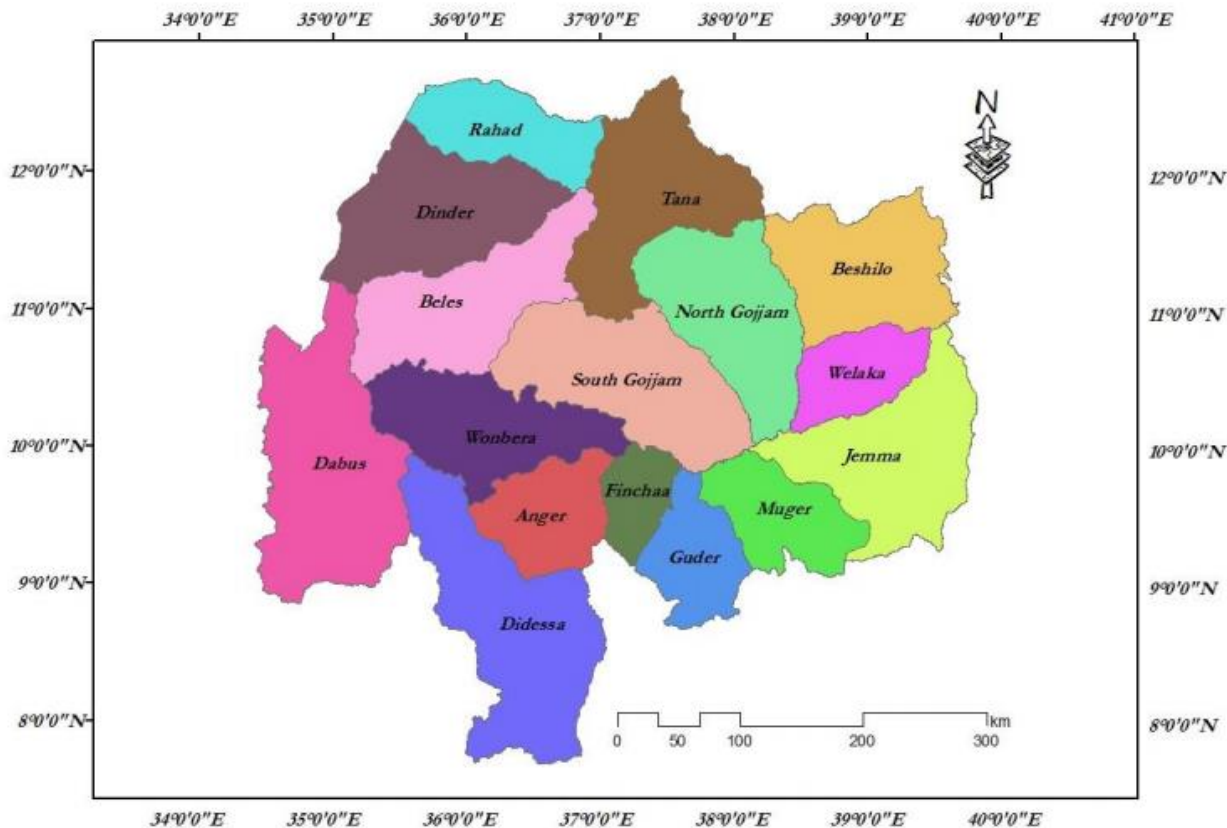 34°0'0"E 35°0'0"E 36°0'0"E 37°0'0"E 38°0'0"E 39°0'0"E 40°0'0"E 41°0'0"E
N
Rahad
12°0'0"N 12°0'0"N
Tana
Dinder
Beshilo
Beles
11°0'0"N 11°0'0"N
North Gojjam
Welaka
South Gojjam
Wonbera
10°0'0"N 10°0'0"N
Jemma
Dabus
Finchaa
Anger
Muger
Guder
9°0'0"N 9°0'0"N
Didessa
8°0'0"N 8°0'0"N
km
0 50 100 200 300
34°0'0"E 35°0'0"E 36°0'0"E 37°0'0"E 38°0'0"E 39°0'0"E 40°0'0"E